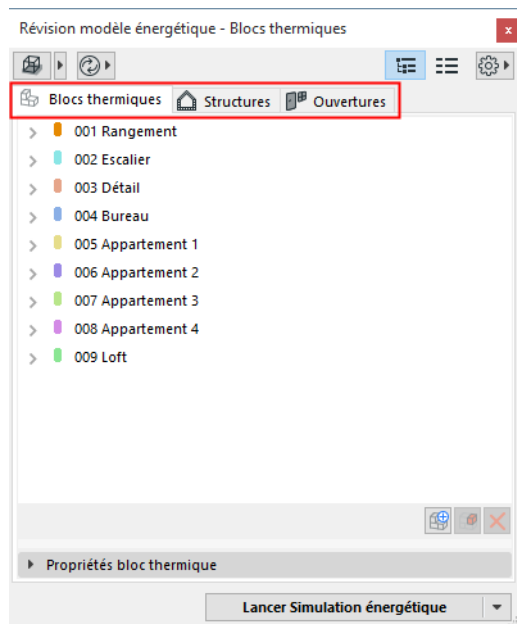 Révision modèle énergétique - Blocs thermiques
Blocs thermiques Structures Ouvertures
001 Rangement
002 Escalier
003 Détail
004 Bureau
005 Appartement 1
006 Appartement 2
007 Appartement 3
008 Appartement 4
009 Loft
Propriétés bloc thermique
Lancer Simulation énergétique